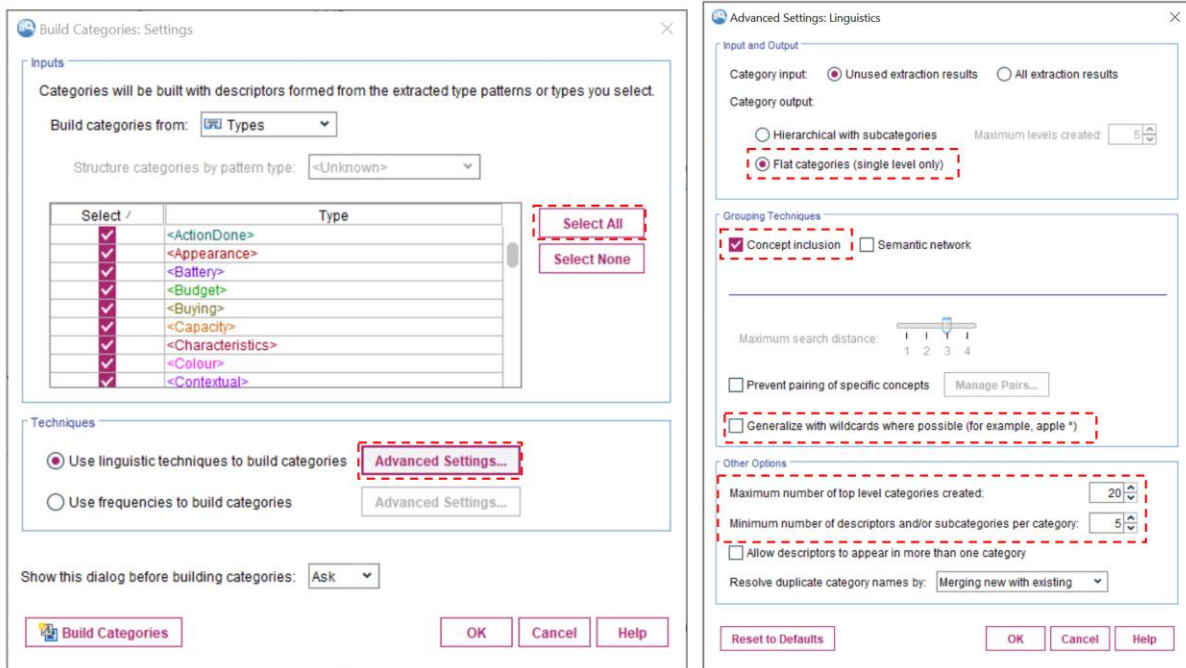 Build Categories: Settings
Inputs
Categories will be built with descriptors formed from the extracted type patterns or types you select.
Build categories from: Types
Structure categories by pattern type: <Unknown>
Select / Type
<ActionDone>
<Appearance>
<Battery>
<Budget>
<Buying>
<Capacity>
<Characteristics>
<Colour>
<Contextual>
Select All
Select None
Techniques
Use linguistic techniques to build categories Advanced Settings...
Use frequencies to build categories Advanced Settings...
Show this dialog before building categories: Ask
Build Categories OK Cancel Help
Advanced Settings: Linguistics
Input and Output
Category input: Unused extraction results All extraction results
Category output:
Hierarchical with subcategories Maximum levels created: 5
Flat categories (single level only)
Grouping Techniques
Concept inclusion Semantic network
Maximum search distance:
1 2 3 4
Prevent pairing of specific concepts Manage Pairs...
Generalize with wildcards where possible (for example, apple *)
Other Options
Maximum number of top level categories created: 20
Minimum number of descriptors and/or subcategories per category: 5
Allow descriptors to appear in more than one category
Resolve duplicate category names by: Merging new with existing
Reset to Defaults OK Cancel Help